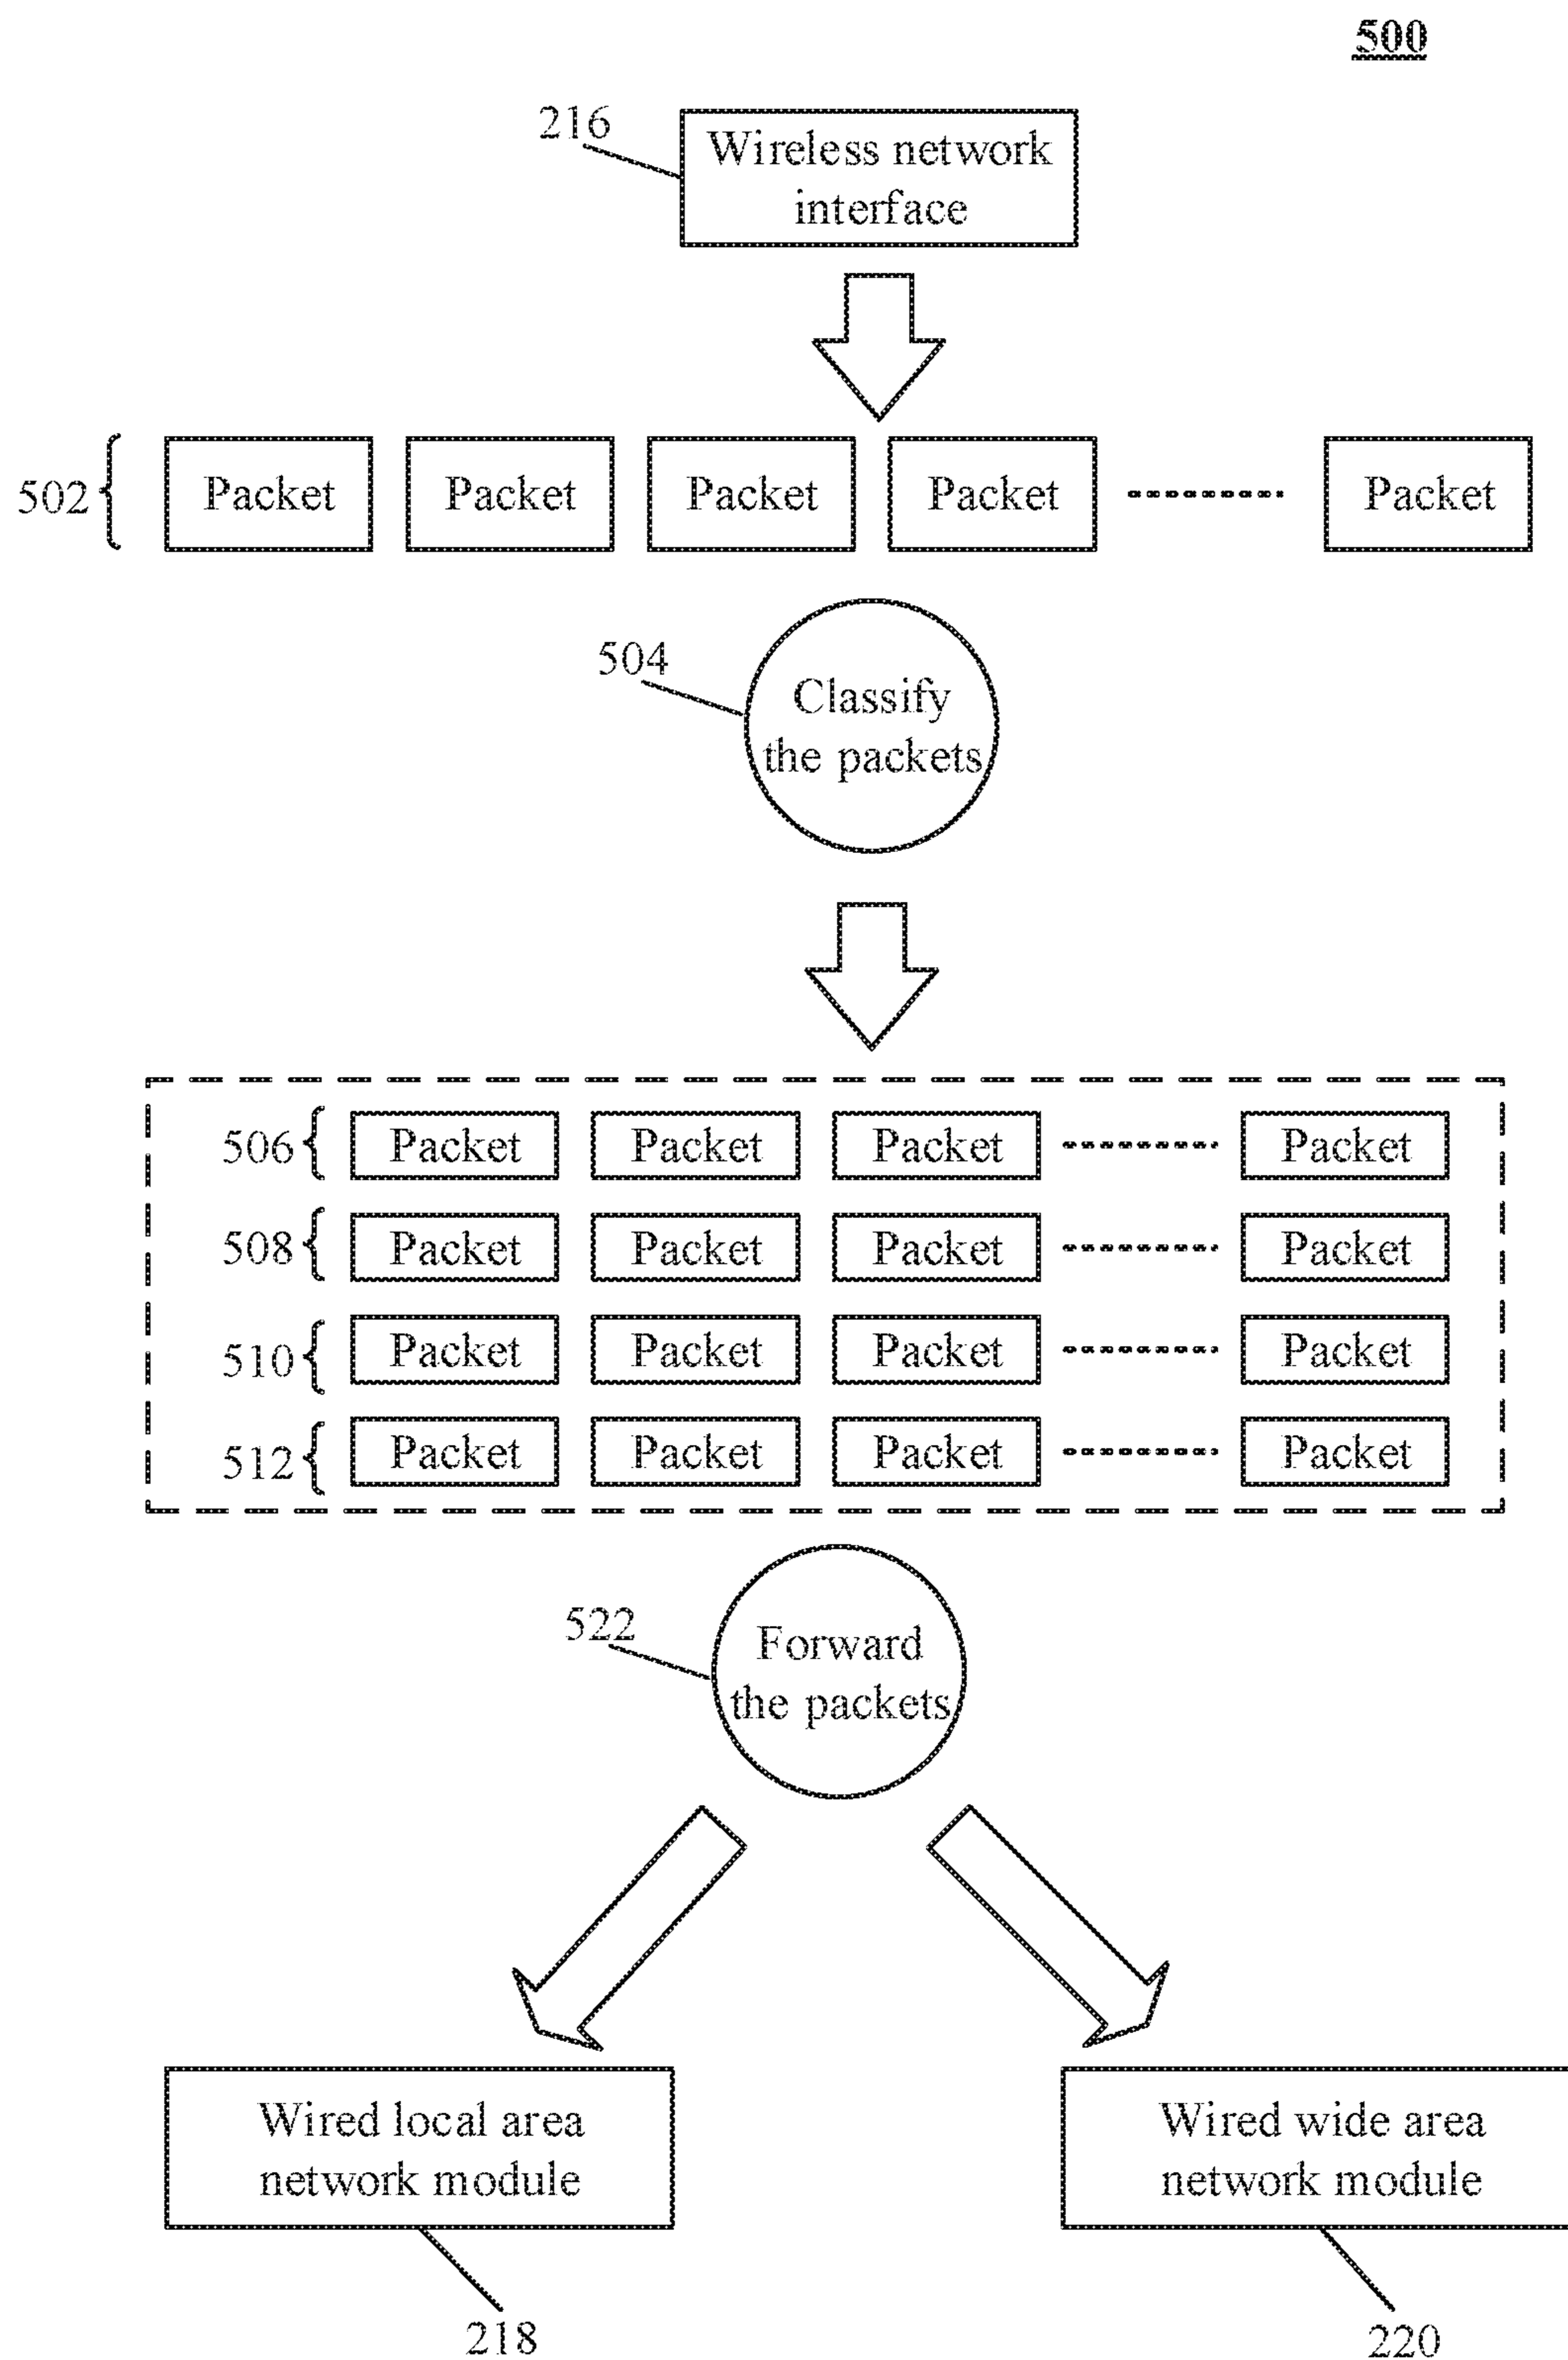 500
216
Wireless network
interface
502 Packet Packet Packet Packet Packet
504
Classify
the packets
506 Packet Packet Packet Packet
508 Packet Packet Packet Packet
510 Packet Packet Packet Packet
512 Packet Packet Packet Packet
522
Forward
the packets
Wired local area
network module
Wired wide area
network module
218
220